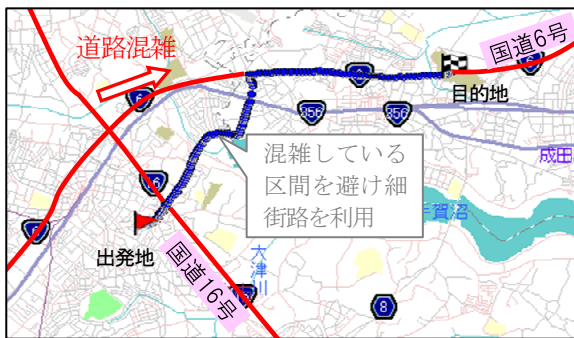 道路混雑
国道6号
6
6
目的地
6
356
356
混雑している
区間を避け細
街路を利用
成田
16
手賀沼
出発地
国道16号
大津川
8